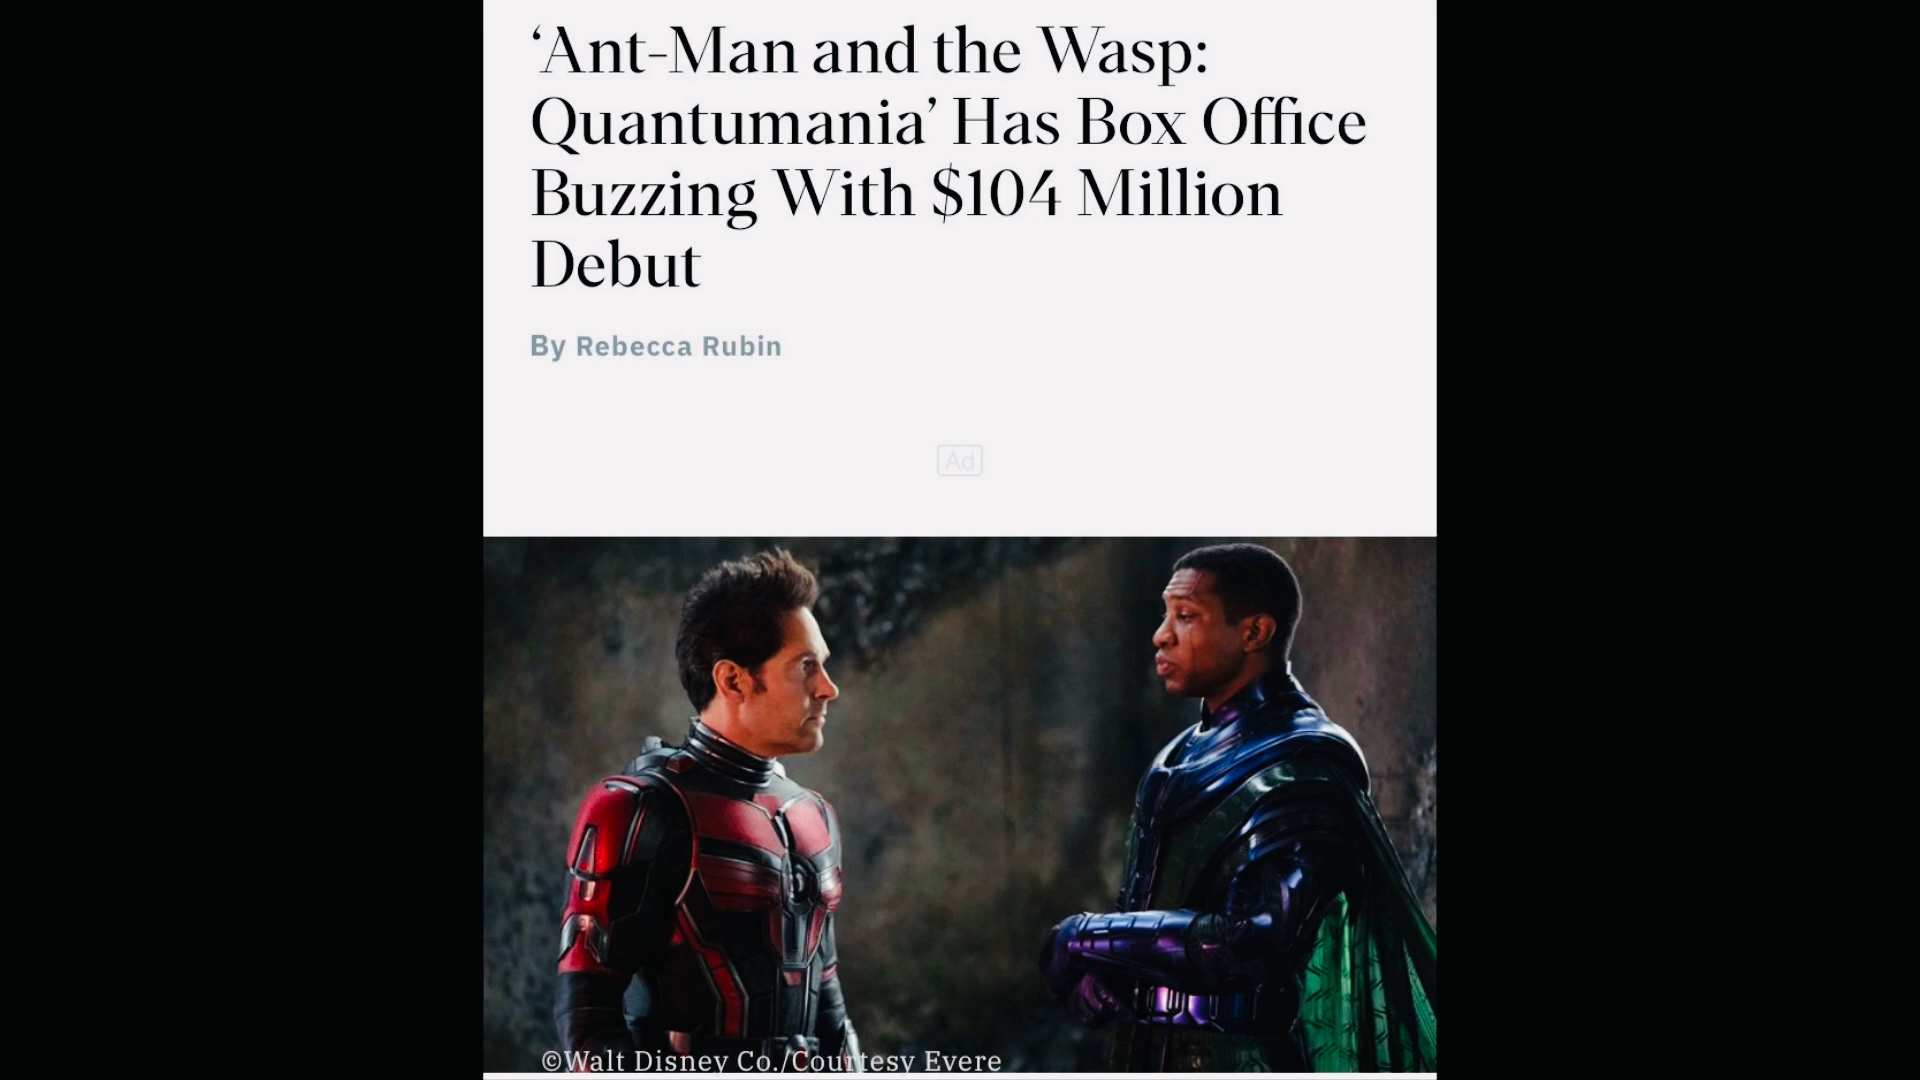 ‘Ant-Man and the Wasp:
Quantumania’ Has Box Office
Buzzing With $104 Million
Debut
By Rebecca Rubin
Ad
©Walt Disney Co./Courtesy Evere